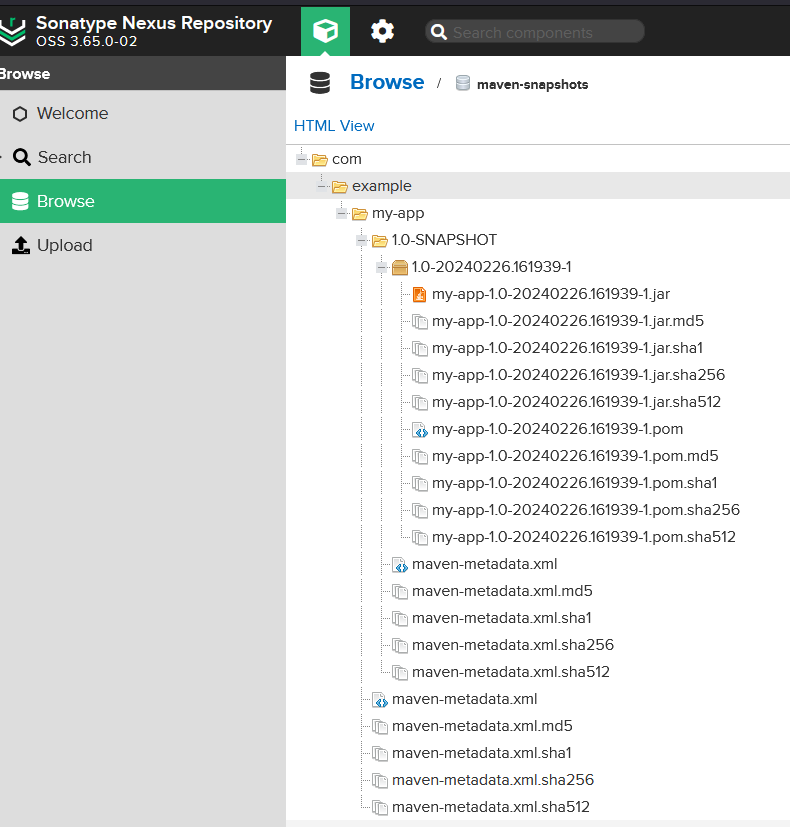 Sonatype Nexus Repository
OSS 3.65.0-02
Search components
Browse
Welcome
Search
Browse
Upload
Browse / maven-snapshots
HTML View
com
example
my-app
1.0-SNAPSHOT
1.0-20240226.161939-1
my-app-1.0-20240226.161939-1.jar
my-app-1.0-20240226.161939-1.jar.md5
my-app-1.0-20240226.161939-1.jar.sha1
my-app-1.0-20240226.161939-1.jar.sha256
my-app-1.0-20240226.161939-1.jar.sha512
my-app-1.0-20240226.161939-1.pom
my-app-1.0-20240226.161939-1.pom.md5
my-app-1.0-20240226.161939-1.pom.sha1
my-app-1.0-20240226.161939-1.pom.sha256
my-app-1.0-20240226.161939-1.pom.sha512
maven-metadata.xml
maven-metadata.xml.md5
maven-metadata.xml.sha1
maven-metadata.xml.sha256
maven-metadata.xml.sha512
maven-metadata.xml
maven-metadata.xml.md5
maven-metadata.xml.sha1
maven-metadata.xml.sha256
maven-metadata.xml.sha512